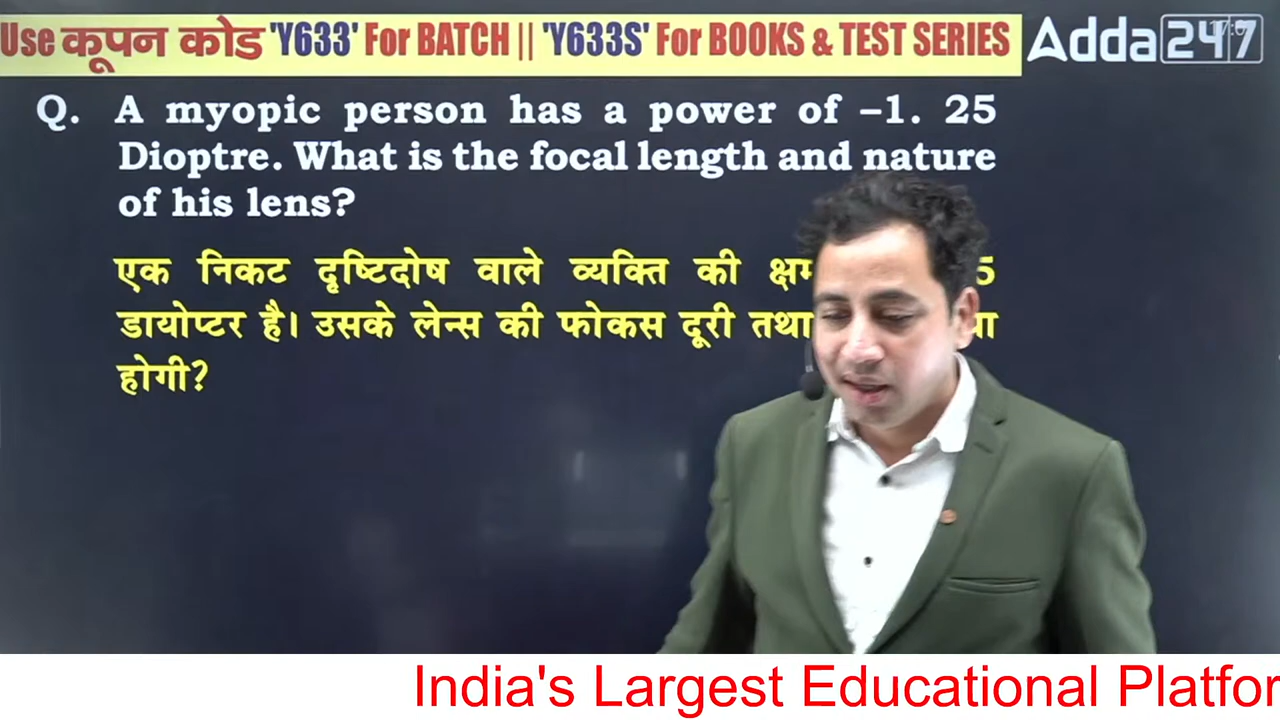 Use कूपन कोड 'Y633' For BATCH || 'Y633S' For BOOKS & TEST SERIES
Adda247
Q. A myopic person has a power of –1. 25
Dioptre. What is the focal length and nature
of his lens?
एक निकट दृष्टिदोष वाले व्यक्ति की 5
डायोप्टर है। उसके लेन्स की फोकस दूरी तथा
होगी?
India's Largest Educational Platfor